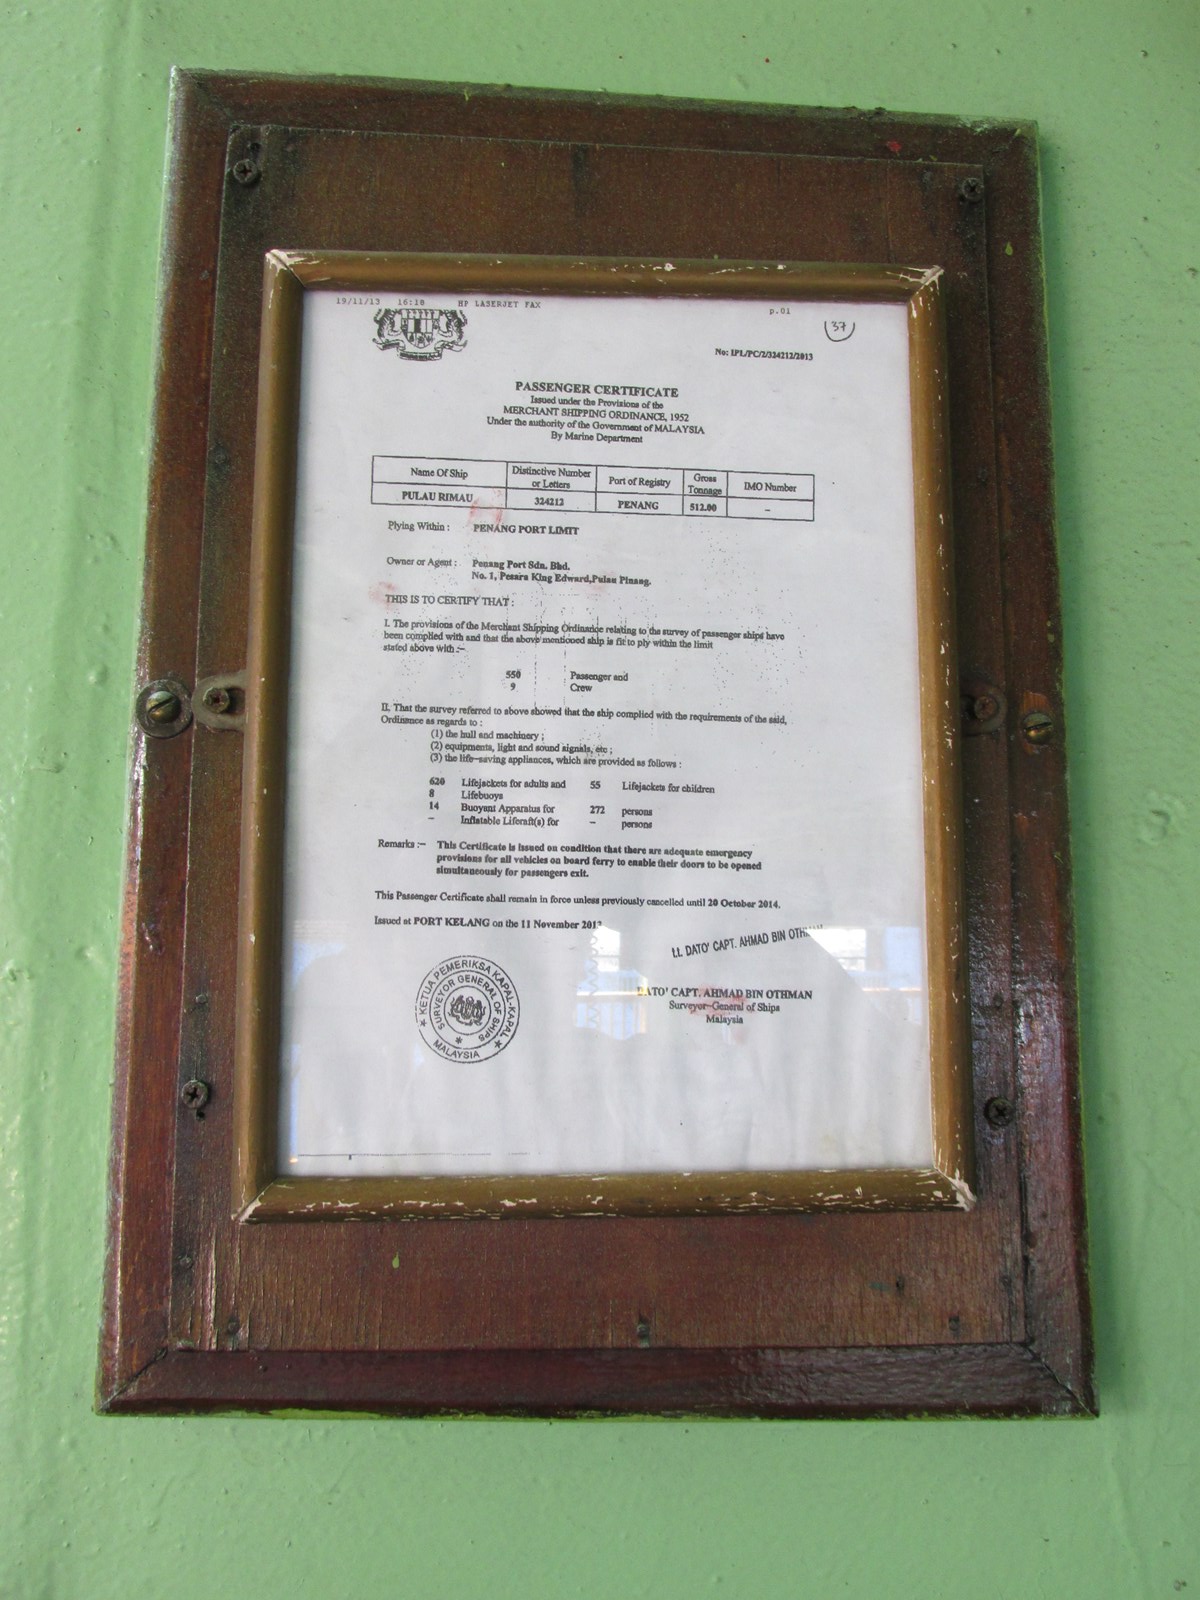 19/11/13 16:18 HP LASERJET FAX p.01
37
No: IPL/PC/2/324212/2013
PASSENGER CERTIFICATE
Issued under the Provisions of the
MERCHANT SHIPPING ORDINANCE, 1952
Under the authority of the Government of MALAYSIA
By Marine Department
Name Of Ship Distinctive Number or Letters Port of Registry Gross Tonnage IMO Number
PULAU RIMAU 324212 PENANG 512.00 –
Plying Within : PENANG PORT LIMIT
Owner or Agent : Penang Port Sdn. Bhd.
No. 1, Pesara King Edward,Pulau Pinang.
THIS IS TO CERTIFY THAT :
I. The provisions of the Merchant Shipping Ordinance relating to the survey of passenger ships have
been complied with and that the above mentioned ship is fit to ply within the limit
stated above with :–
550 Passenger and
9 Crew
II. That the survey referred to above showed that the ship complied with the requirements of the said,
Ordinance as regards to :
(1) the hull and machinery ;
(2) equipments, light and sound signals, etc ;
(3) the life–saving appliances, which are provided as follows :
620 Lifejackets for adults and 55 Lifejackets for children
8 Lifebuoys
14 Buoyant Apparatus for 272 persons
– Inflatable Liferaft(s) for – persons
Remarks :– This Certificate is issued on condition that there are adequate emergency
provisions for all vehicles on board ferry to enable their doors to be opened
simultaneously for passengers exit.
This Passenger Certificate shall remain in force unless previously cancelled until 20 October 2014.
Issued at PORT KELANG on the 11 November 2013
t.t. DATO' CAPT. AHMAD BIN OTHMAN
DATO' CAPT. AHMAD BIN OTHMAN
Surveyor–General of Ships
Malaysia
KETUA PEMERIKSA KAPAL-KAPAL
SURVEYOR GENERAL OF SHIPS
MALAYSIA